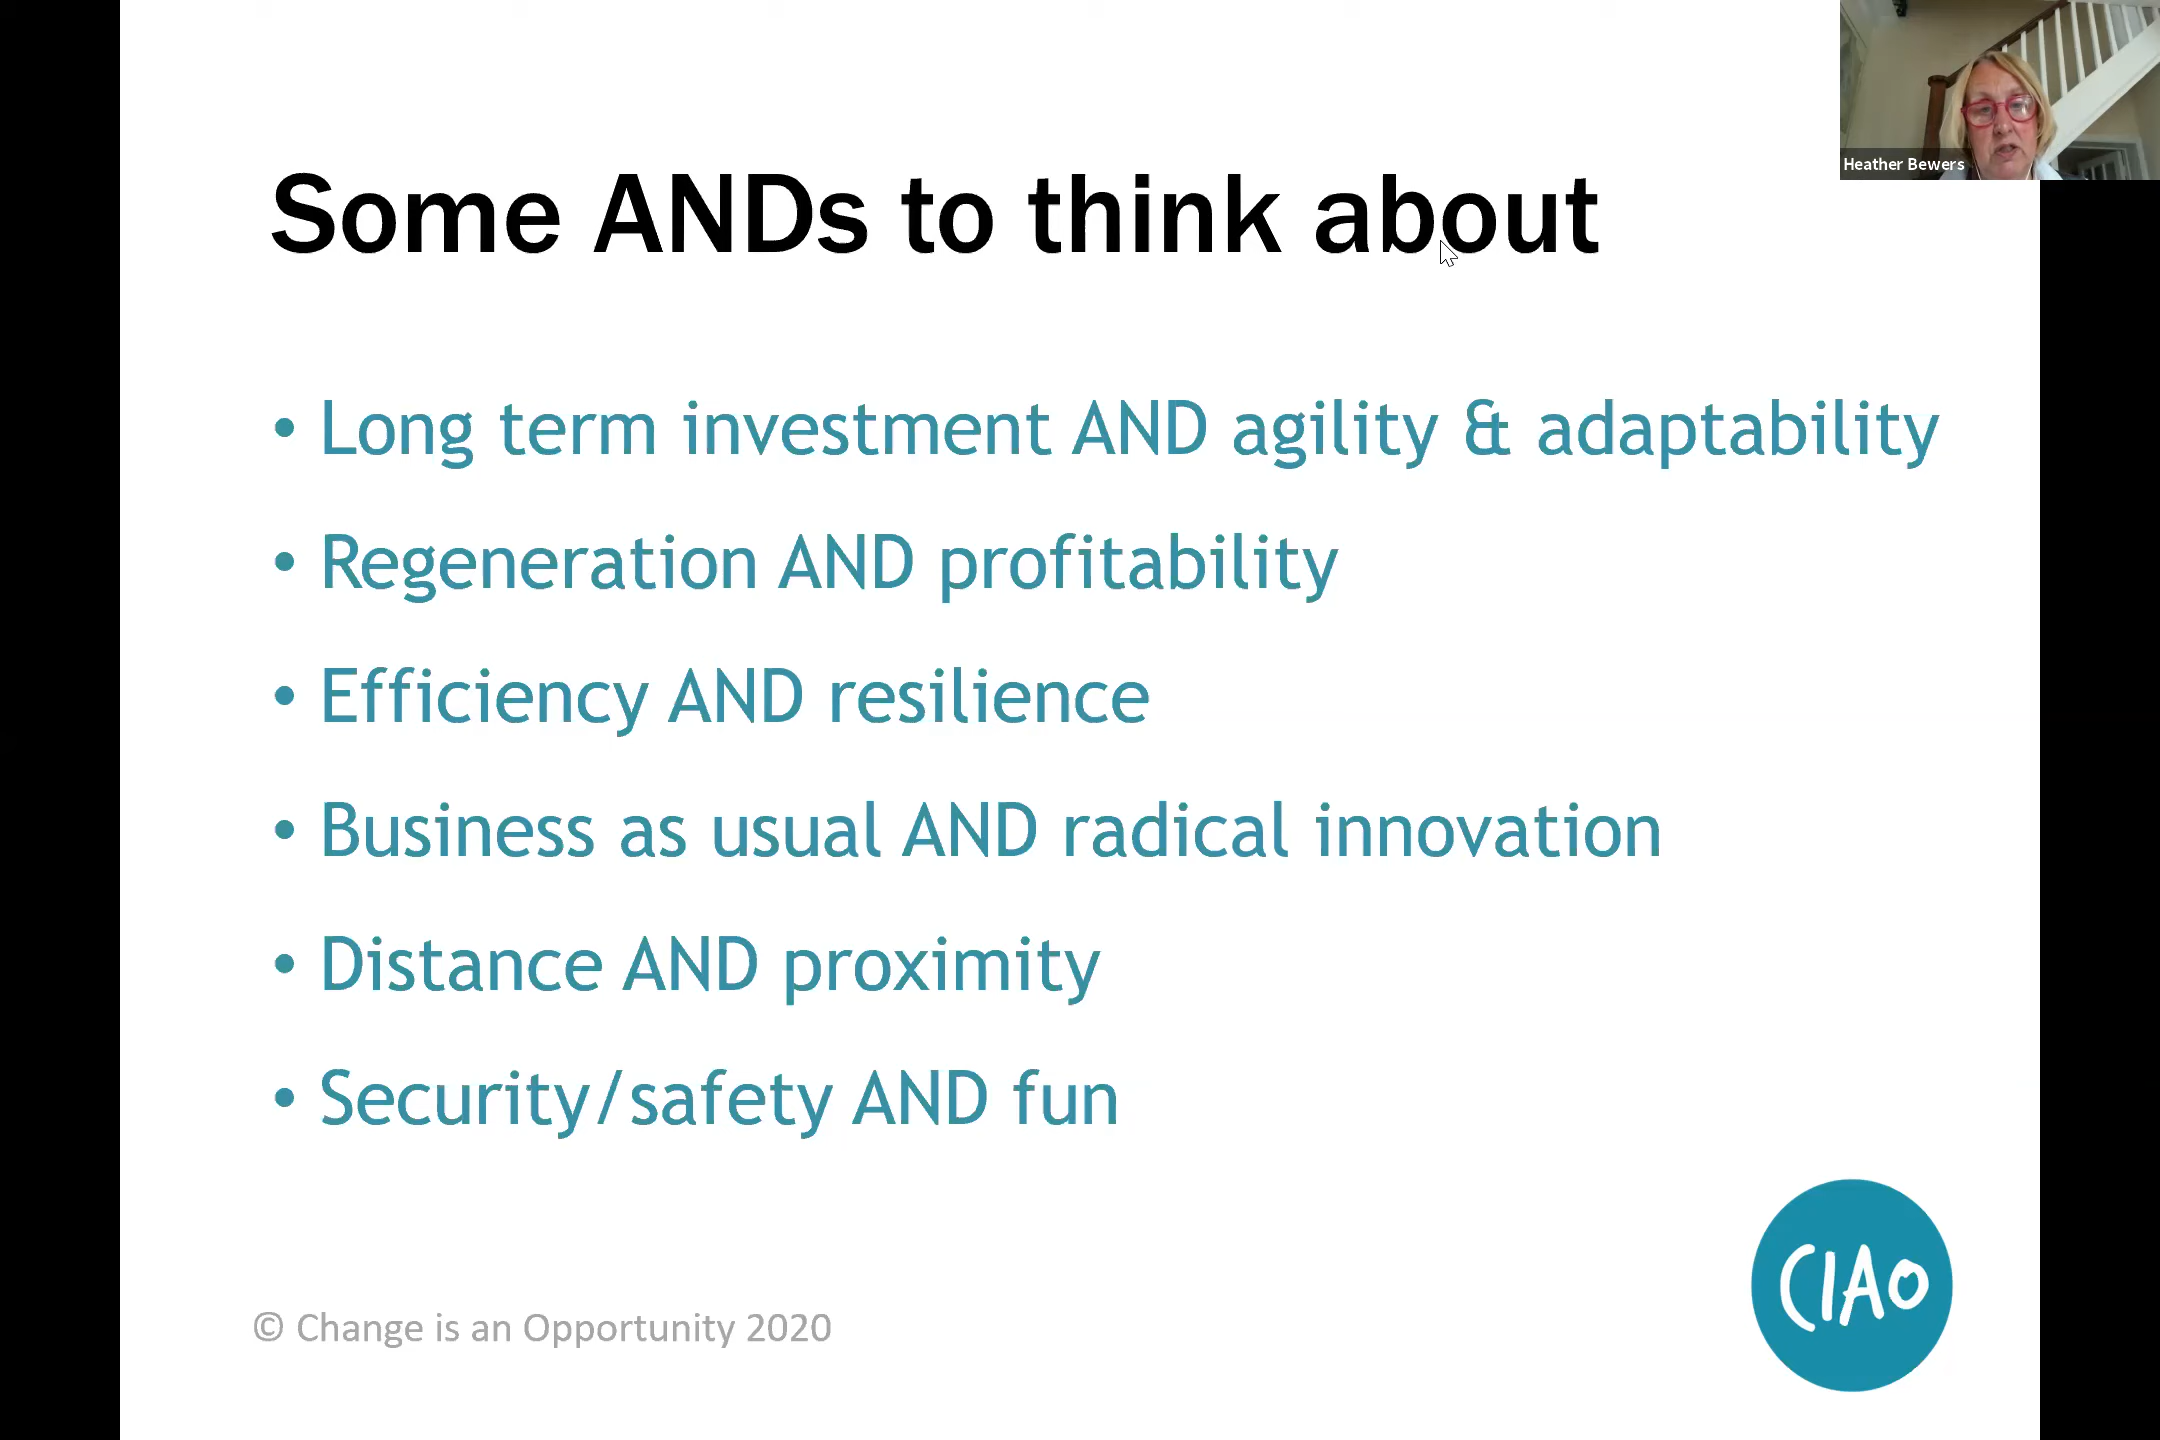 Heather Bewers
Some ANDs to think about
• Long term investment AND agility & adaptability
• Regeneration AND profitability
• Efficiency AND resilience
• Business as usual AND radical innovation
• Distance AND proximity
• Security/safety AND fun
© Change is an Opportunity 2020
CIAO